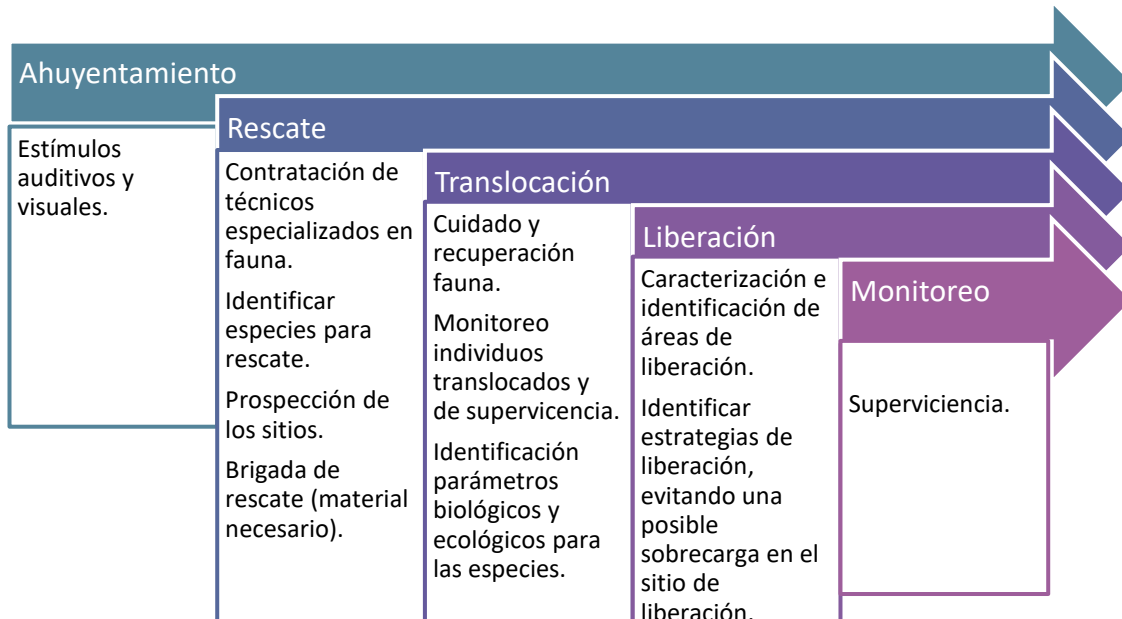 Ahuyentamiento
Estímulos
auditivos y
visuales.
Rescate
Contratación de
técnicos
especializados en
fauna.
Identificar
especies para
rescate.
Prospección de
los sitios.
Brigada de
rescate (material
necesario).
Translocación
Cuidado y
recuperación
fauna.
Monitoreo
individuos
translocados y
de supervicencia.
Identificación
parámetros
biológicos y
ecológicos para
las especies.
Liberación
Caracterización e
identificación de
áreas de
liberación.
Identificar
estrategias de
liberación,
evitando una
posible
sobrecarga en el
sitio de
liberación.
Monitoreo
Superviciencia.